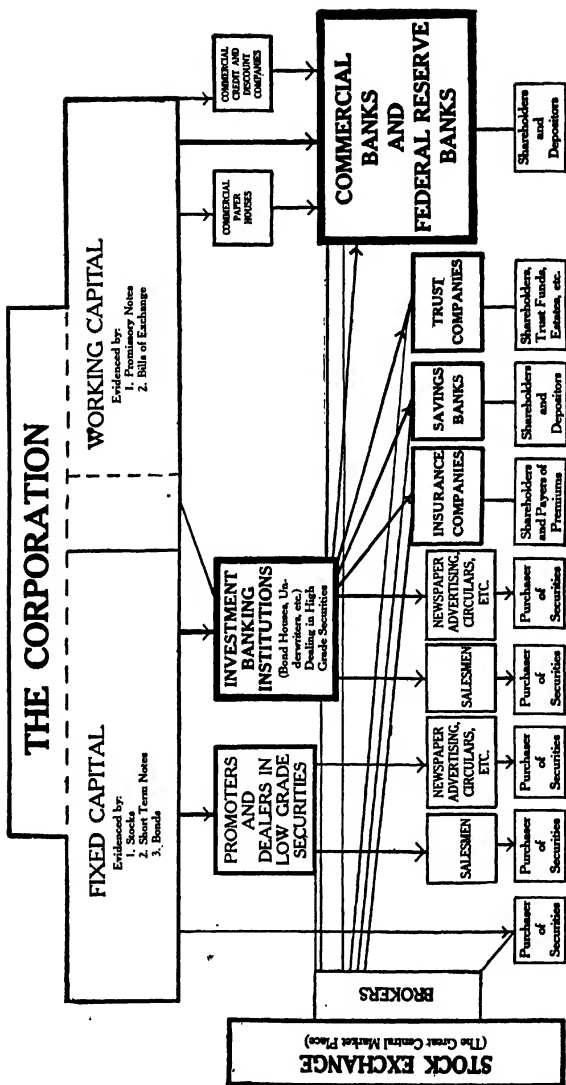 THE CORPORATION
FIXED CAPITAL
Evidenced by:
1. Stocks
2. Short Term Notes
3. Bonds
WORKING CAPITAL
Evidenced by:
1. Promissory Notes
2. Bills of Exchange
PROMOTERS
AND
DEALERS IN
LOW GRADE
SECURITIES
INVESTMENT
BANKING
INSTITUTIONS
(Bond Houses, Un-
derwriters, etc.)
Dealing in High
Grade Securities
COMMERCIAL
PAPER
HOUSES
COMMERCIAL
CREDIT AND
DISCOUNT
COMPANIES
COMMERCIAL
BANKS
AND
FEDERAL RESERVE
BANKS
STOCK EXCHANGE
(The Great Central Market Place)
BROKERS
SALESMEN
NEWSPAPER
ADVERTISING,
CIRCULARS,
ETC.
SALESMEN
NEWSPAPER
ADVERTISING,
CIRCULARS,
ETC.
INSURANCE
COMPANIES
SAVINGS
BANKS
TRUST
COMPANIES
Purchaser
of
Securities
Purchaser
of
Securities
Purchaser
of
Securities
Purchaser
of
Securities
Purchaser
of
Securities
Shareholders
and Payers of
Premiums
Shareholders
and
Depositors
Shareholders,
Trust Funds,
Estates, etc.
Shareholders
and
Depositors